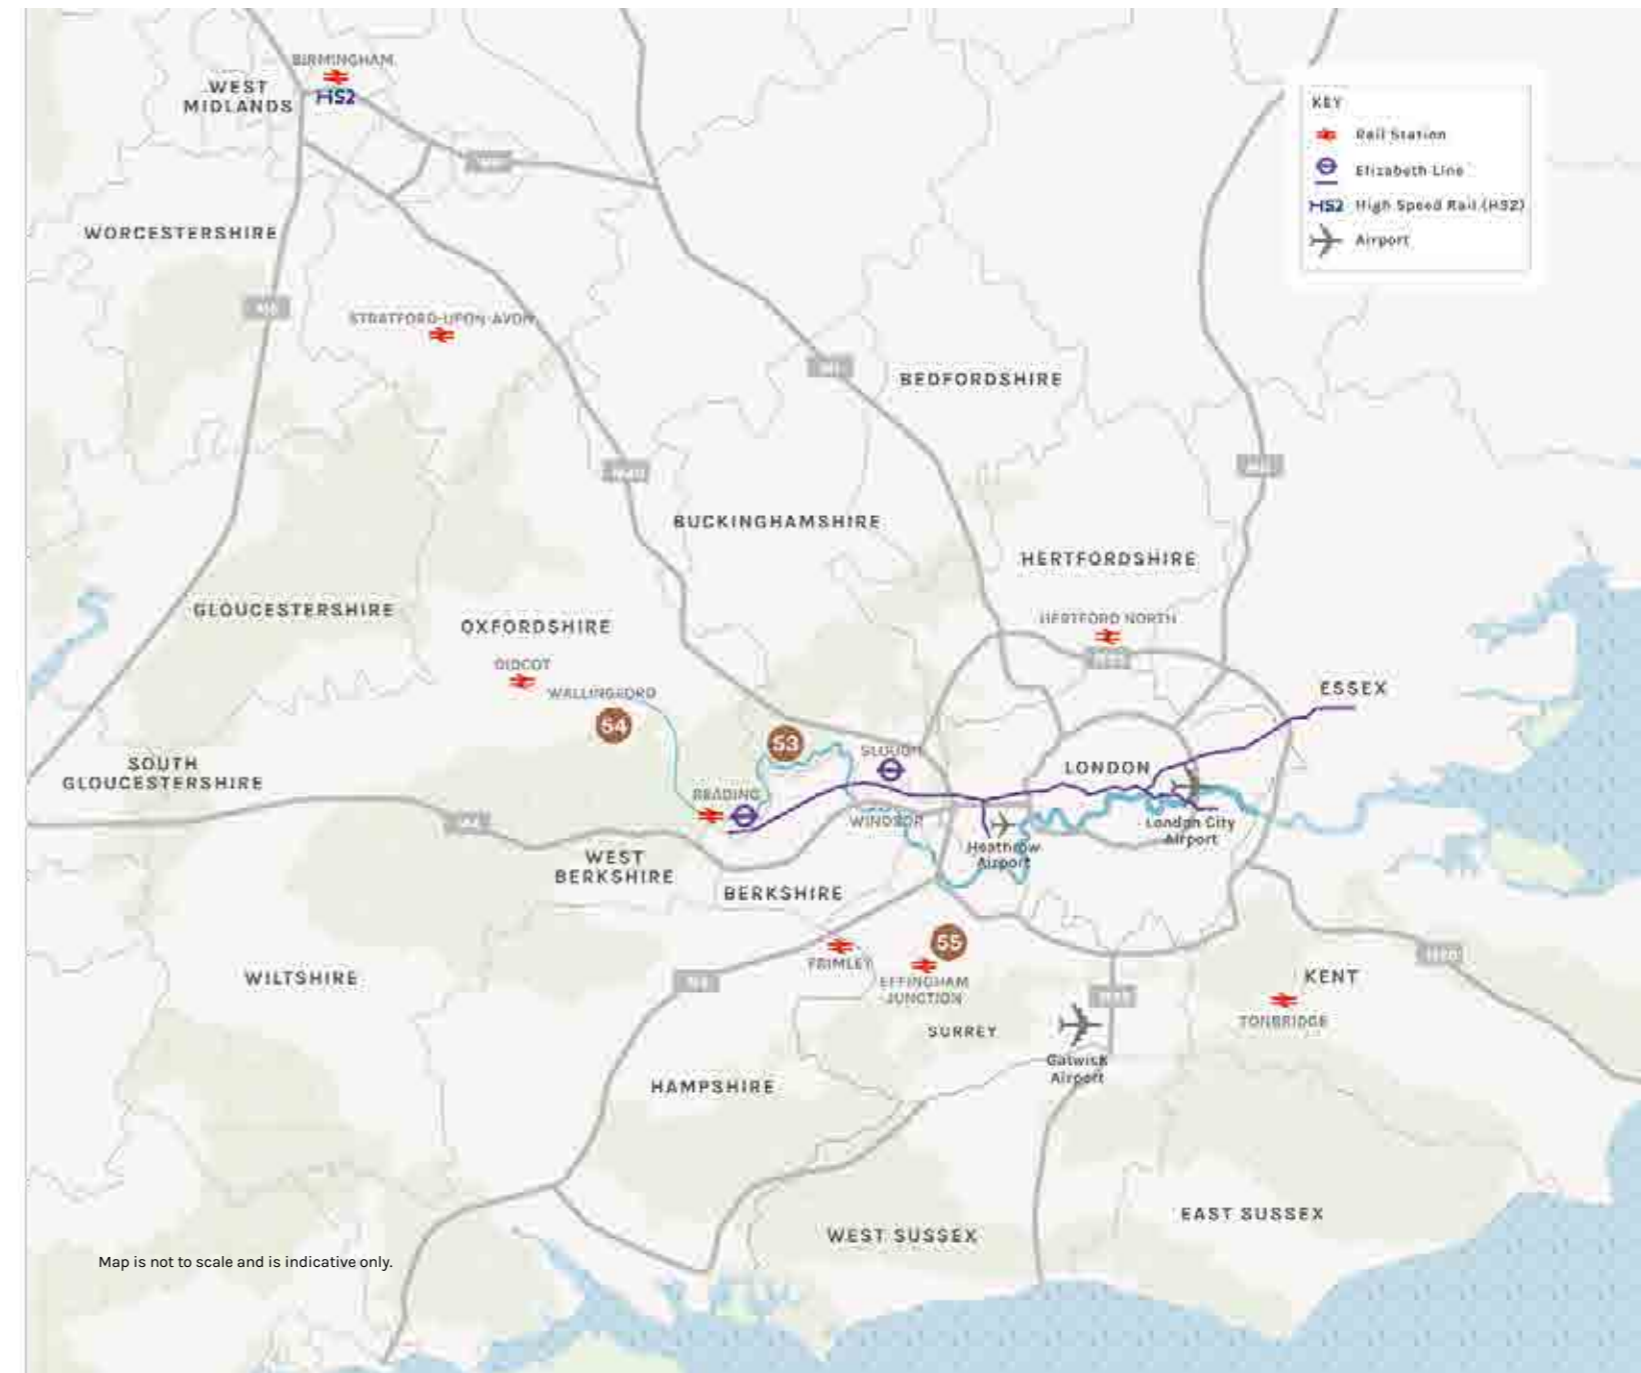 BIRMINGHAM
HS2
WEST
MIDLANDS
KEY
Rail Station
Elizabeth Line
HS2 High Speed Rail (HS2)
Airport
WORCESTERSHIRE
STRATFORD-UPON-AVON
BEDFORDSHIRE
M40
BUCKINGHAMSHIRE
HERTFORDSHIRE
GLOUCESTERSHIRE
OXFORDSHIRE
HERTFORD NORTH
DIDCOT
WALLINGFORD
ESSEX
54
53
SLOUGH
SOUTH
GLOUCESTERSHIRE
LONDON
READING
WINDSOR
London City
Airport
Heathrow
Airport
WEST
BERKSHIRE
BERKSHIRE
55
FRIMLEY
EFFINGHAM
JUNCTION
WILTSHIRE
KENT
TONBRIDGE
SURREY
Gatwick
Airport
HAMPSHIRE
EAST SUSSEX
WEST SUSSEX
Map is not to scale and is indicative only.